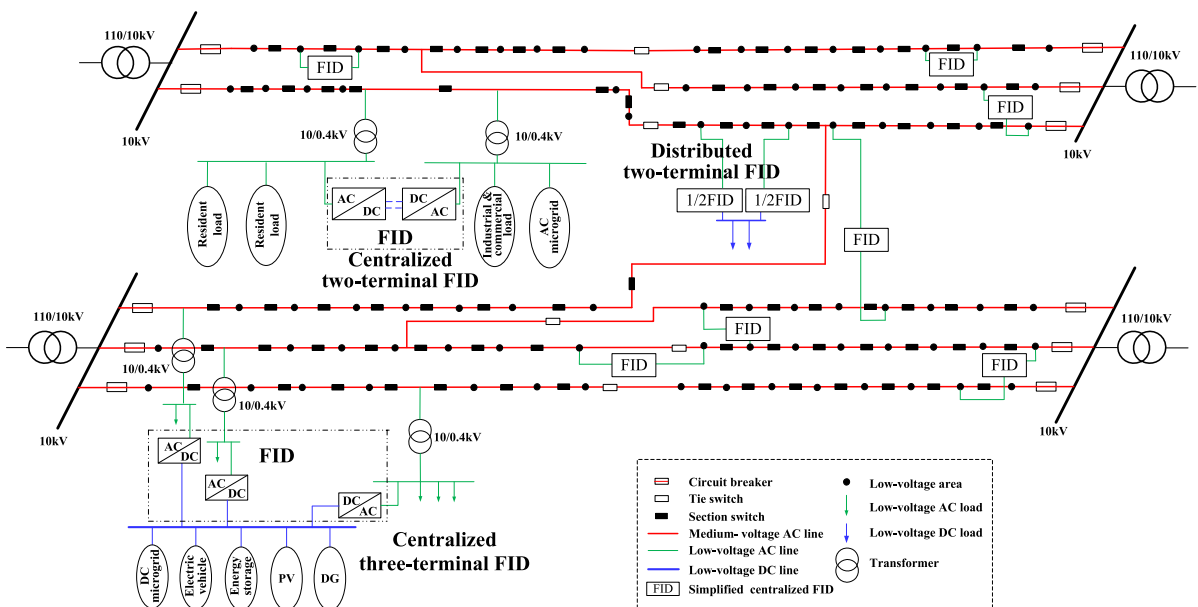 110/10kV
FID
FID
110/10kV
FID
10kV
10/0.4kV
10/0.4kV
10kV
Distributed
two-terminal FID
Resident
load
Resident
load
AC
DC
DC
AC
FID
Industrial &
commercial load
AC
microgrid
Centralized
two-terminal FID
1/2FID
1/2FID
FID
110/10kV
110/10kV
FID
FID
FID
10/0.4kV
10/0.4kV
10/0.4kV
10kV
10kV
AC
DC
FID
AC
DC
DC
AC
Centralized
three-terminal FID
DC
microgrid
Electric
vehicle
Energy
storage
PV
DG
Circuit breaker
Tie switch
Section switch
Medium- voltage AC line
Low-voltage AC line
Low-voltage DC line
FID
Simplified centralized FID
Low-voltage area
Low-voltage AC load
Low-voltage DC load
Transformer